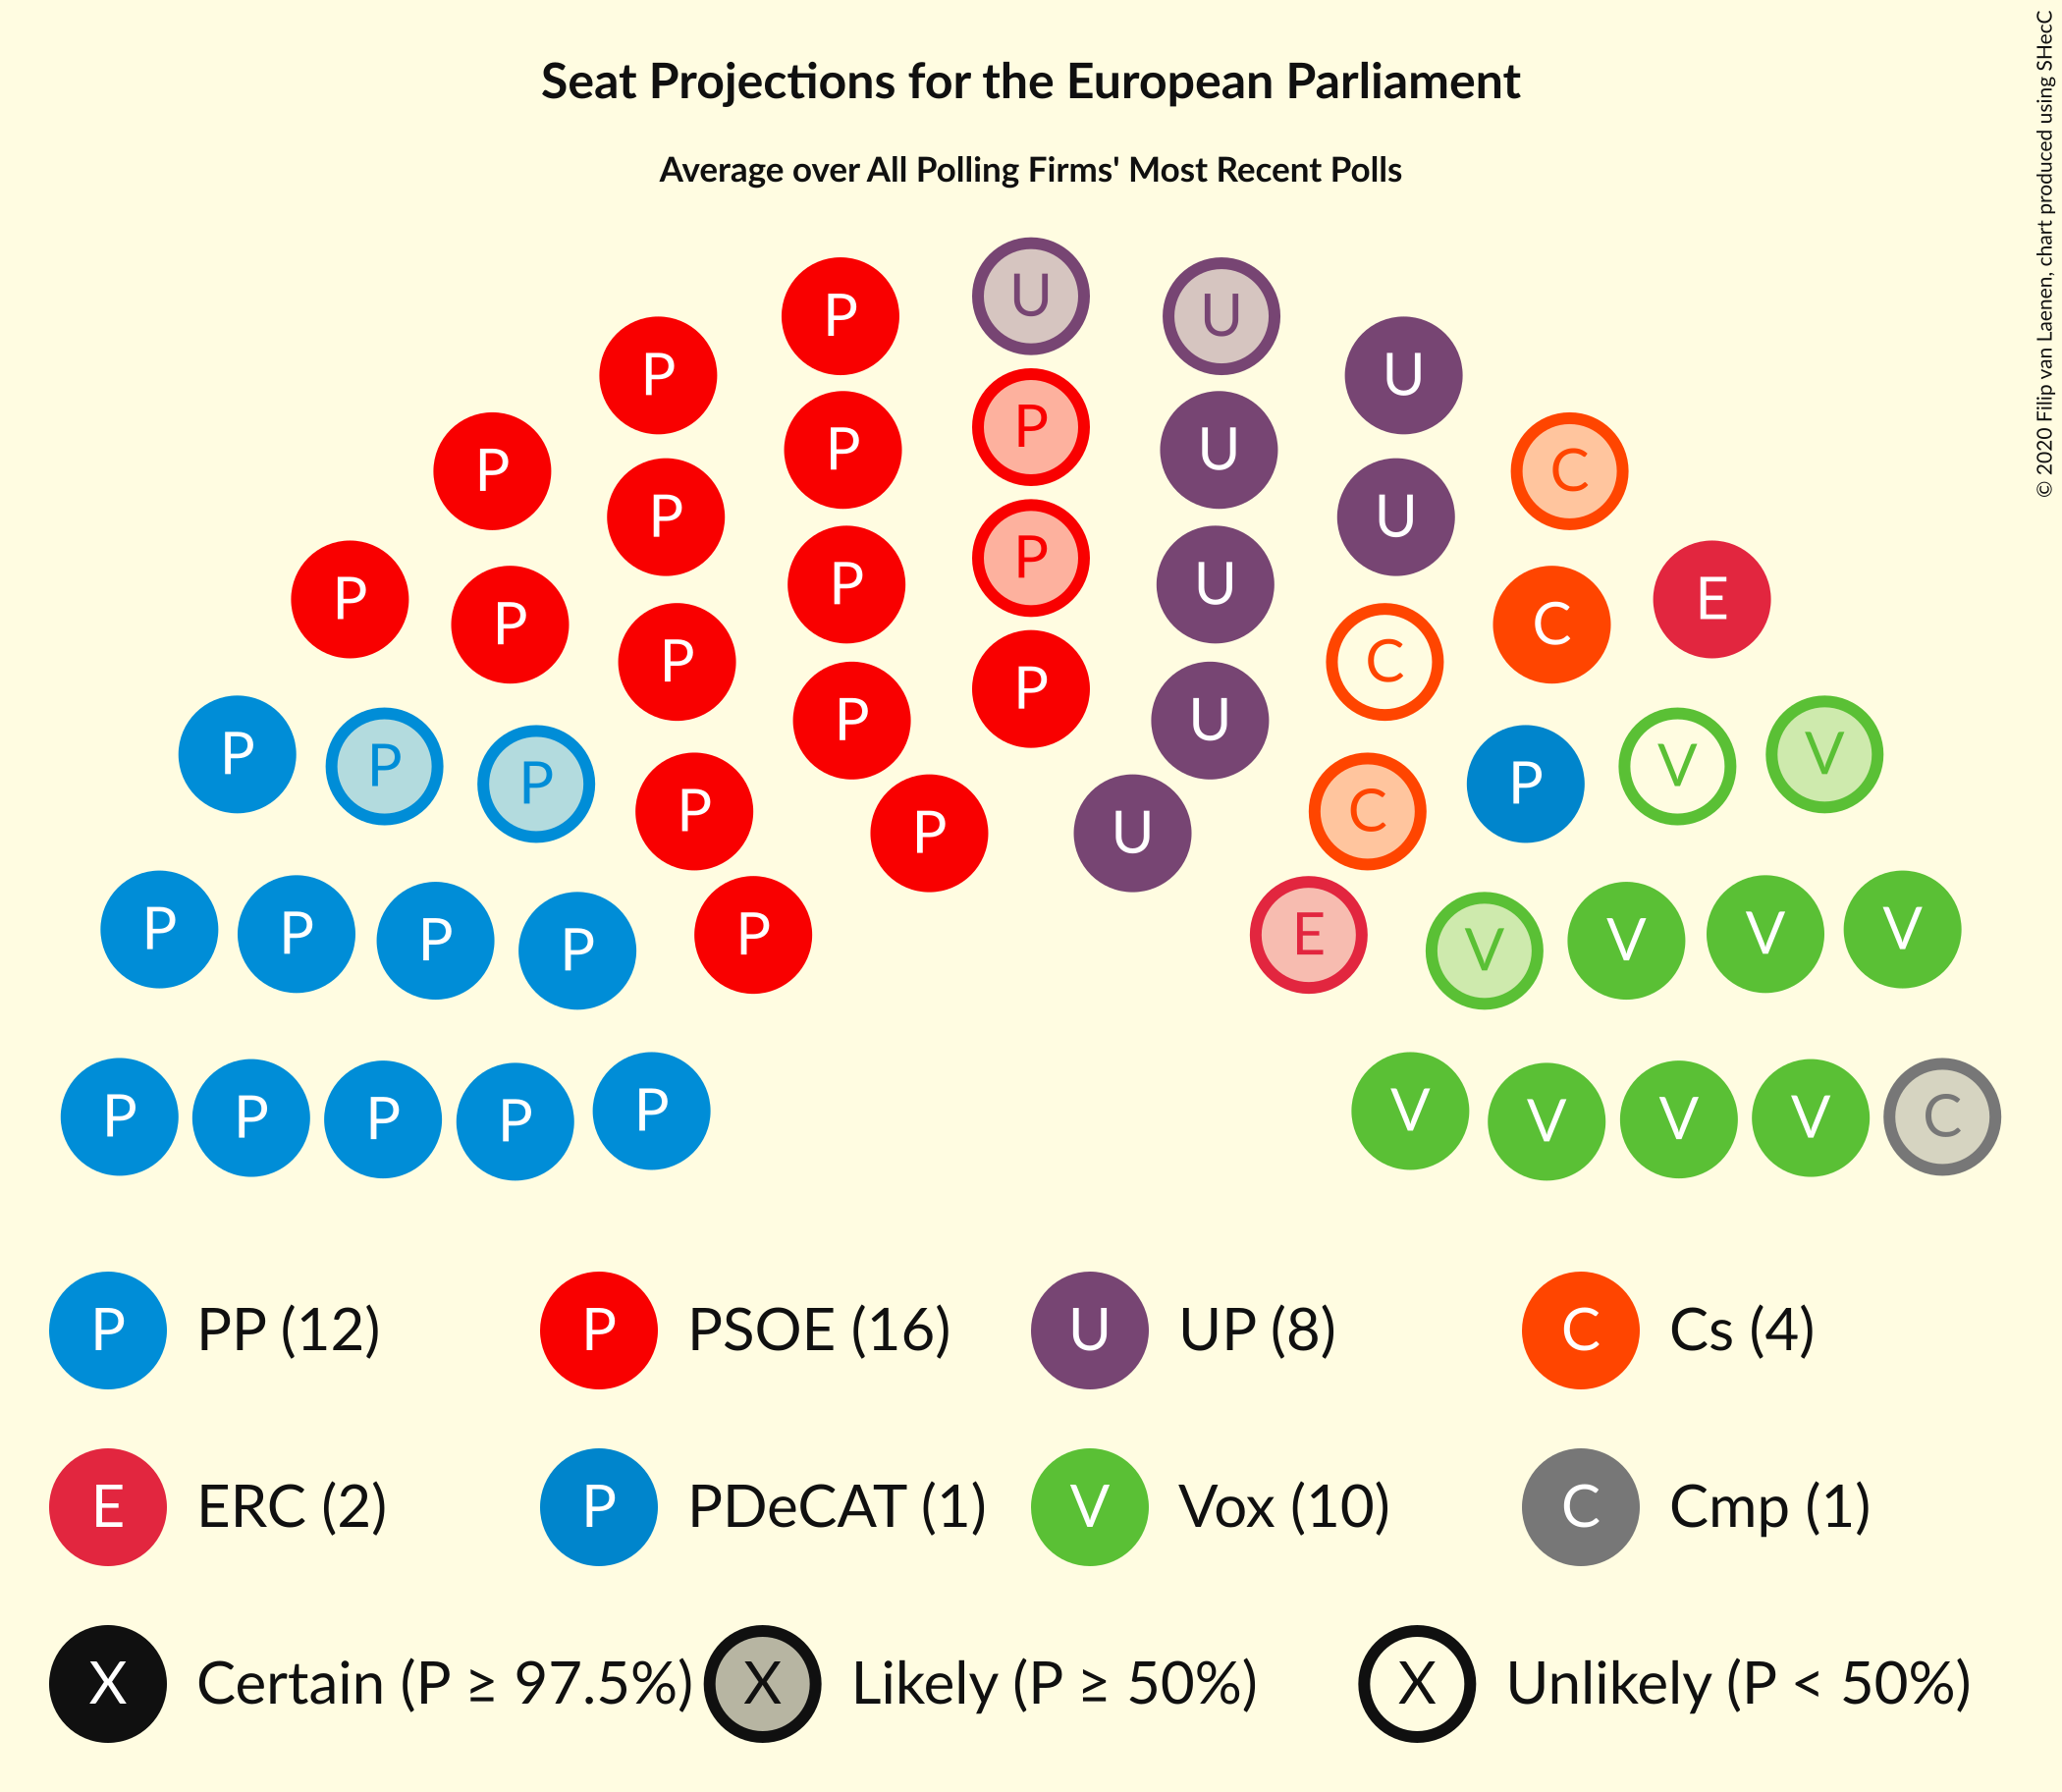 Seat Projections for the European Parliament
Average over All Polling Firms' Most Recent Polls
© 2020 Filip van Laenen, chart produced using SHecC
U
P U
P U
P P U
P C
P U
P P
P U
P E
P P C
P C
P U
P
P V
P P V
P C
P U
P P P V V V
P P E V
P P P P P V V V V C
P PP (12) P PSOE (16) U UP (8) C Cs (4)
E ERC (2) P PDeCAT (1) V Vox (10) C Cmp (1)
X Certain (P ≥ 97.5%) X Likely (P ≥ 50%) X Unlikely (P < 50%)